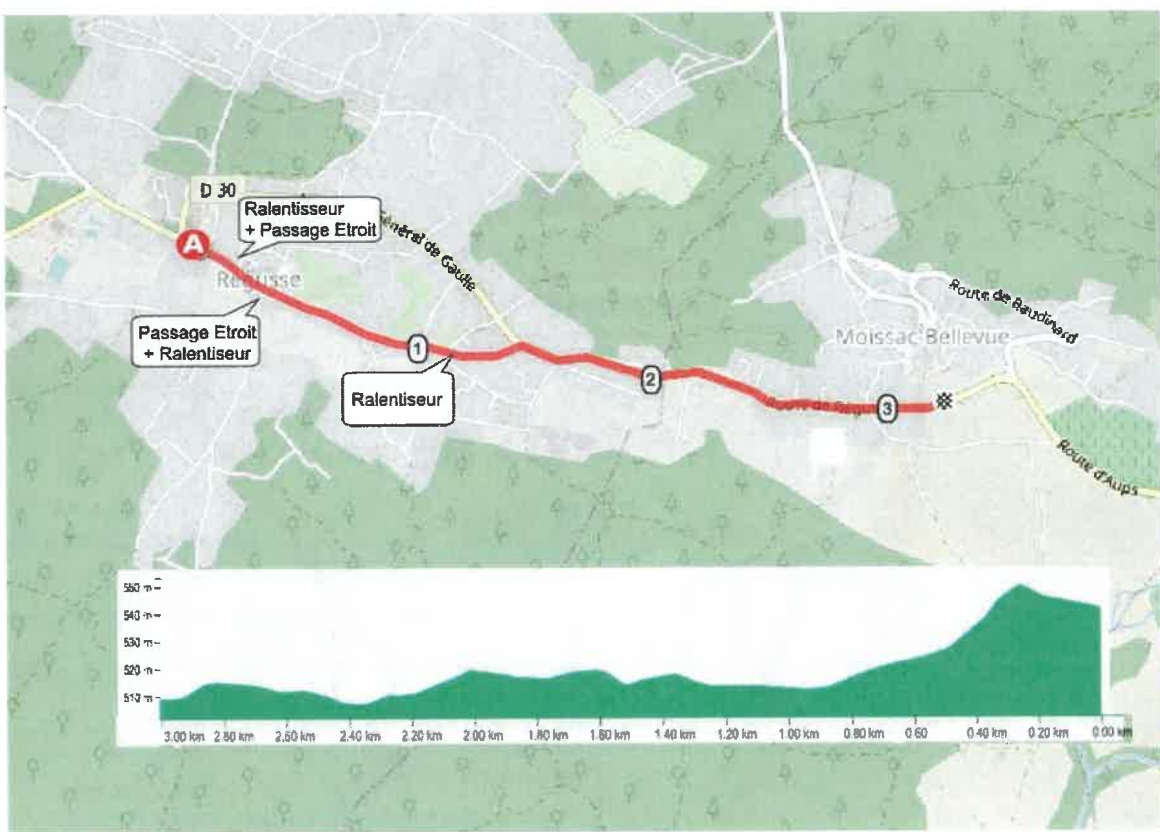 D 30
Ralentisseur
+ Passage Etroit
Général de Gaulle
A
Régusse
Passage Etroit
+ Ralentiseur
1
Ralentiseur
2
Route de Régu
3
Moissac-Bellevue
Route de Baudinard
Route d'Aups
550 m
540 m
530 m
520 m
510 m
3.00 km 2.80 km 2.60 km 2.40 km 2.20 km 2.00 km 1.80 km 1.60 km 1.40 km 1.20 km 1.00 km 0.80 km 0.60 0.40 km 0.20 km 0.00 km